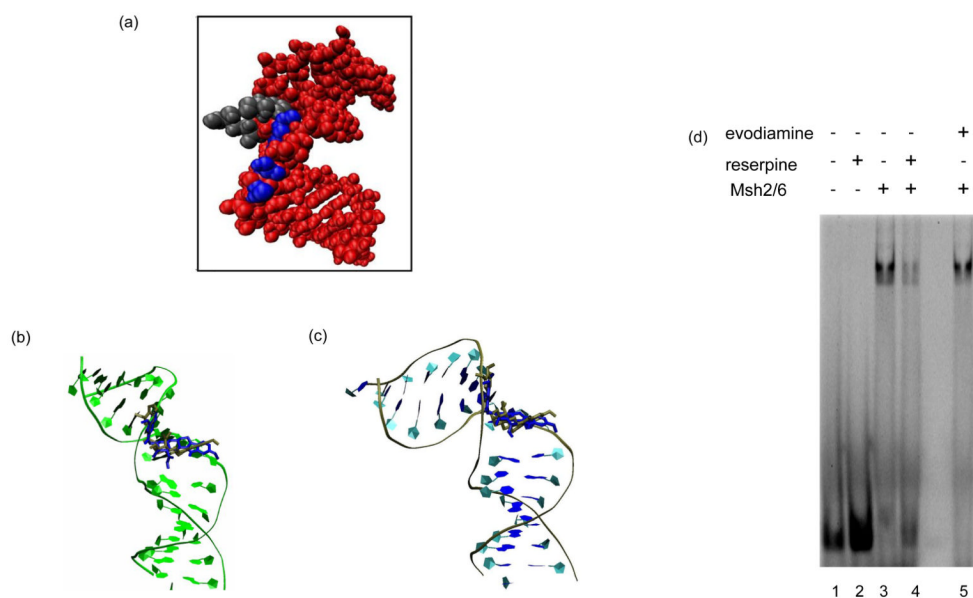 (a)
(b)
(c)
(d)
evodiamine - - - - +
reserpine - + - + -
Msh2/6 - - + + +
1 2 3 4 5